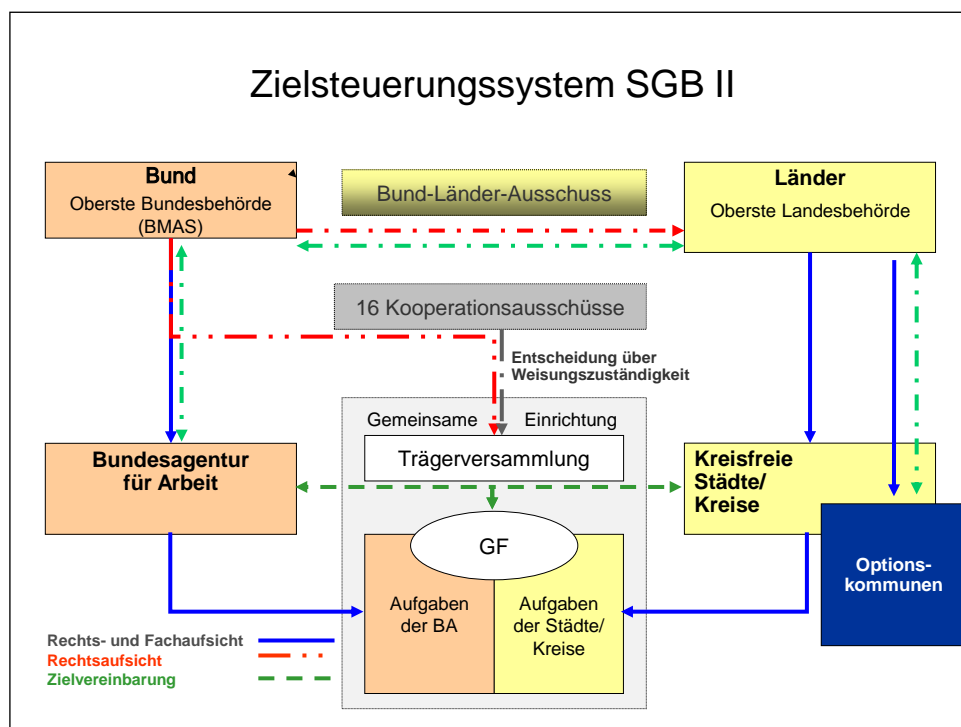 Zielsteuerungssystem SGB II
Bund
Oberste Bundesbehörde
(BMAS)
Bund-Länder-Ausschuss
Länder
Oberste Landesbehörde
16 Kooperationsausschüsse
Entscheidung über
Weisungszuständigkeit
Gemeinsame Einrichtung
Trägerversammlung
Bundesagentur
für Arbeit
Kreisfreie
Städte/
Kreise
GF
Options-
kommunen
Aufgaben
der BA
Aufgaben
der Städte/
Kreise
Rechts- und Fachaufsicht
Rechtsaufsicht
Zielvereinbarung